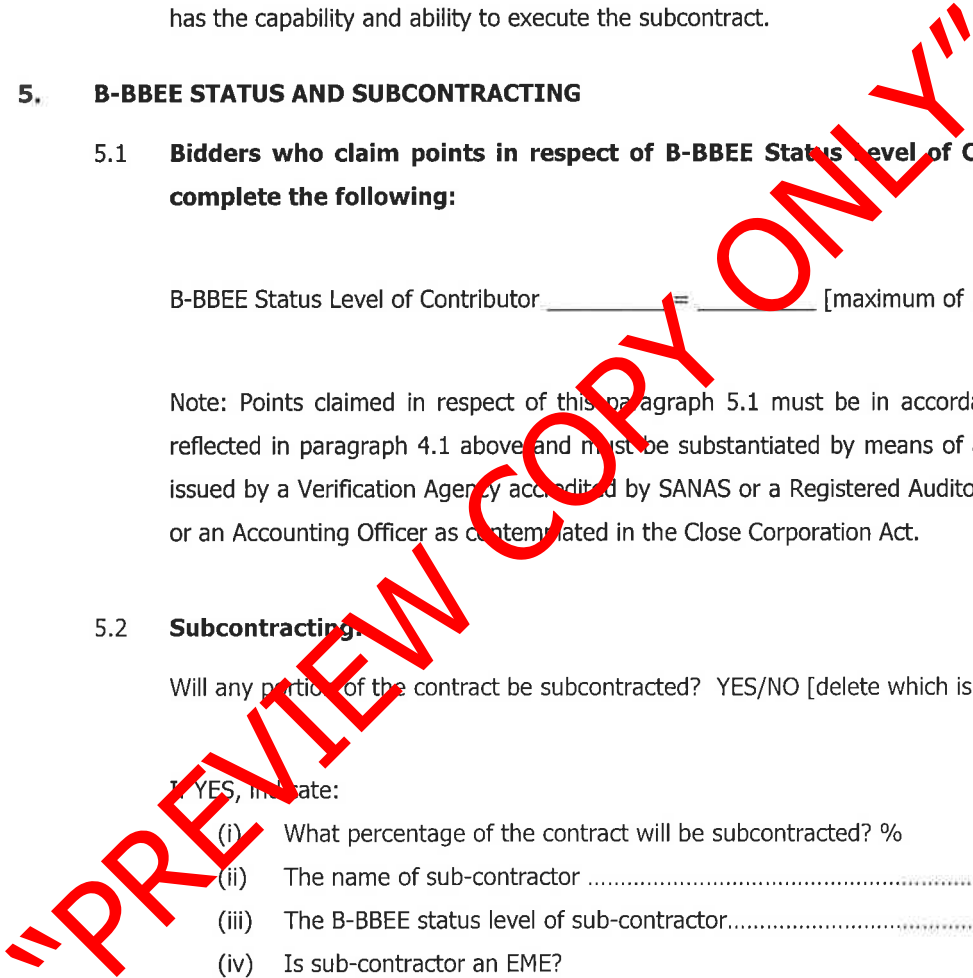 has the capability and ability to execute the subcontract.
5. B-BBEE STATUS AND SUBCONTRACTING
5.1 Bidders who claim points in respect of B-BBEE Status Level of C
complete the following:
B-BBEE Status Level of Contributor __________ = __________ [maximum of
Note: Points claimed in respect of this paragraph 5.1 must be in accorda
reflected in paragraph 4.1 above and must be substantiated by means of
issued by a Verification Agency accredited by SANAS or a Registered Audito
or an Accounting Officer as contemplated in the Close Corporation Act.
5.2 Subcontracting:
Will any portion of the contract be subcontracted? YES/NO [delete which is
If YES, indicate:
(i) What percentage of the contract will be subcontracted? %
(ii) The name of sub-contractor ............................................................
(iii) The B-BBEE status level of sub-contractor.....................................
(iv) Is sub-contractor an EME?
"PREVIEW COPY ONLY"